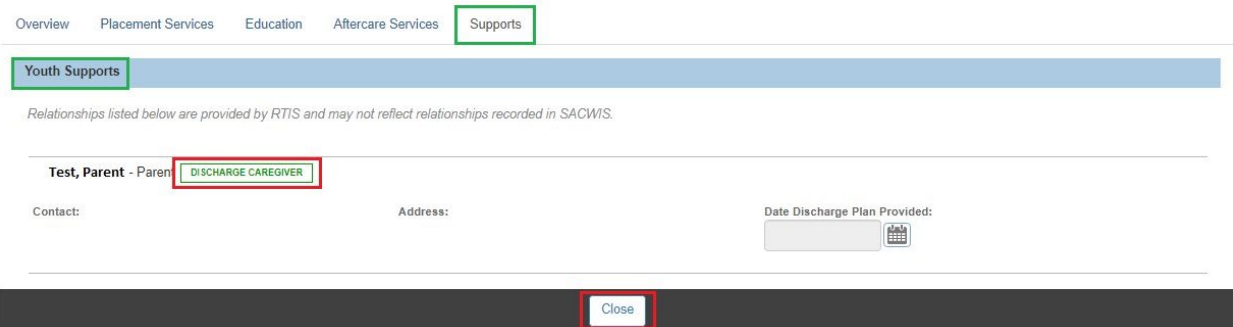 Overview Placement Services Education Aftercare Services Supports
Youth Supports
Relationships listed below are provided by RTIS and may not reflect relationships recorded in SACWIS.
Test, Parent - Parent DISCHARGE CAREGIVER
Contact: Address: Date Discharge Plan Provided:
Close